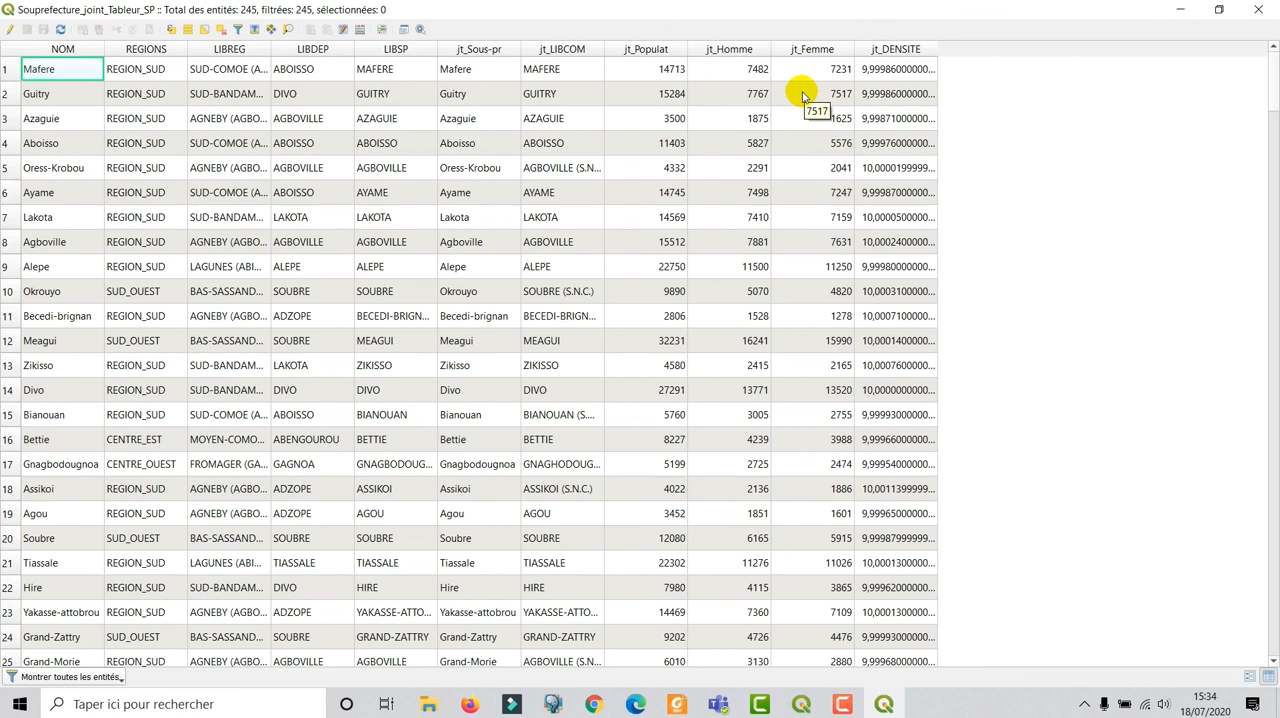 Souprefecture_joint_Tableur_SP :: Total des entités: 245, filtrées: 245, sélectionnées: 0
NOM REGIONS LIBREG LIBDEP LIBSP jt_Sous-pr jt_LIBCOM jt_Populat jt_Homme jt_Femme jt_DENSITE
1 Mafere REGION_SUD SUD-COMOE (A... ABOISSO MAFERE Mafere MAFERE 14713 7482 7231 9,99986000000...
2 Guitry REGION_SUD SUD-BANDAM... DIVO GUITRY Guitry GUITRY 15284 7767 7517 9,99986000000...
7517
3 Azaguie REGION_SUD AGNEBY (AGBO... AGBOVILLE AZAGUIE Azaguie AZAGUIE 3500 1875 1625 9,99871000000...
4 Aboisso REGION_SUD SUD-COMOE (A... ABOISSO ABOISSO Aboisso ABOISSO 11403 5827 5576 9,99976000000...
5 Oress-Krobou REGION_SUD AGNEBY (AGBO... AGBOVILLE AGBOVILLE Oress-Krobou AGBOVILLE (S.N... 4332 2291 2041 10,0000199999...
6 Ayame REGION_SUD SUD-COMOE (A... ABOISSO AYAME Ayame AYAME 14745 7498 7247 9,99987000000...
7 Lakota REGION_SUD SUD-BANDAM... LAKOTA LAKOTA Lakota LAKOTA 14569 7410 7159 10,0000500000...
8 Agboville REGION_SUD AGNEBY (AGBO... AGBOVILLE AGBOVILLE Agboville AGBOVILLE 15512 7881 7631 10,0002400000...
9 Alepe REGION_SUD LAGUNES (ABI... ALEPE ALEPE Alepe ALEPE 22750 11500 11250 9,99980000000...
10 Okrouyo SUD_OUEST BAS-SASSAND... SOUBRE SOUBRE Okrouyo SOUBRE (S.N.C.) 9890 5070 4820 10,0003100000...
11 Becedi-brignan REGION_SUD AGNEBY (AGBO... ADZOPE BECEDI-BRIGN... Becedi-brignan BECEDI-BRIGN... 2806 1528 1278 10,0007100000...
12 Meagui SUD_OUEST BAS-SASSAND... SOUBRE MEAGUI Meagui MEAGUI 32231 16241 15990 10,0001400000...
13 Zikisso REGION_SUD SUD-BANDAM... LAKOTA ZIKISSO Zikisso ZIKISSO 4580 2415 2165 10,0007600000...
14 Divo REGION_SUD SUD-BANDAM... DIVO DIVO Divo DIVO 27291 13771 13520 10,0000000000...
15 Bianouan REGION_SUD SUD-COMOE (A... ABOISSO BIANOUAN Bianouan BIANOUAN (S.... 5760 3005 2755 9,99993000000...
16 Bettie CENTRE_EST MOYEN-COMO... ABENGOUROU BETTIE Bettie BETTIE 8227 4239 3988 9,99966000000...
17 Gnagbodougnoa CENTRE_OUEST FROMAGER (GA... GAGNOA GNAGBODOUG... Gnagbodougnoa GNAGHODOUG... 5199 2725 2474 9,99954000000...
18 Assikoi REGION_SUD AGNEBY (AGBO... ADZOPE ASSIKOI Assikoi ASSIKOI (S.N.C.) 4022 2136 1886 10,0011399999...
19 Agou REGION_SUD AGNEBY (AGBO... ADZOPE AGOU Agou AGOU 3452 1851 1601 9,99965000000...
20 Soubre SUD_OUEST BAS-SASSAND... SOUBRE SOUBRE Soubre SOUBRE 12080 6165 5915 9,99987999999...
21 Tiassale REGION_SUD LAGUNES (ABI... TIASSALE TIASSALE Tiassale TIASSALE 22302 11276 11026 10,0001300000...
22 Hire REGION_SUD SUD-BANDAM... DIVO HIRE Hire HIRE 7980 4115 3865 9,99962000000...
23 Yakasse-attobrou REGION_SUD AGNEBY (AGBO... ADZOPE YAKASSE-ATTO... Yakasse-attobrou YAKASSE-ATTO... 14469 7360 7109 10,0001300000...
24 Grand-Zattry SUD_OUEST BAS-SASSAND... SOUBRE GRAND-ZATTRY Grand-Zattry GRAND-ZATTRY 9202 4726 4476 9,99993000000...
25 Grand-Morie REGION_SUD AGNEBY (AGBO... AGBOVILLE AGBOVILLE Grand-Morie AGBOVILLE (S.N... 6010 3130 2880 9,99968000000...
Montrer toutes les entités
Taper ici pour rechercher
15:34
18/07/2020